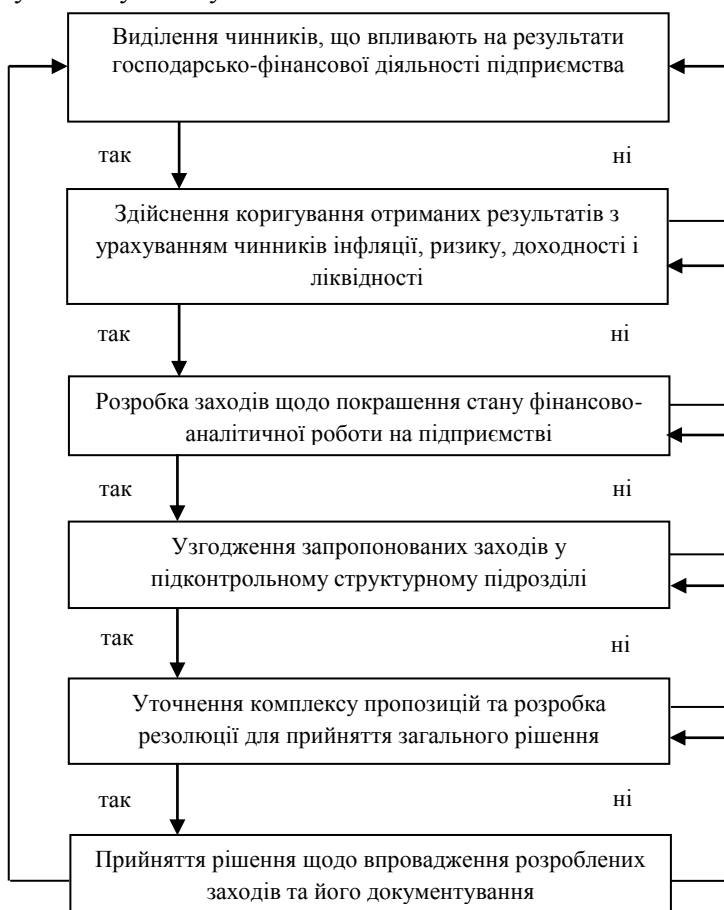 Виділення чинників, що впливають на результати
господарсько-фінансової діяльності підприємства
так ні
Здійснення коригування отриманих результатів з
урахуванням чинників інфляції, ризику, доходності і
ліквідності
так ні
Розробка заходів щодо покрашення стану фінансово-
аналітичної роботи на підприємстві
так ні
Узгодження запропонованих заходів у
підконтрольному структурному підрозділі
так ні
Уточнення комплексу пропозицій та розробка
резолюції для прийняття загального рішення
так ні
Прийняття рішення щодо впровадження розроблених
заходів та його документування